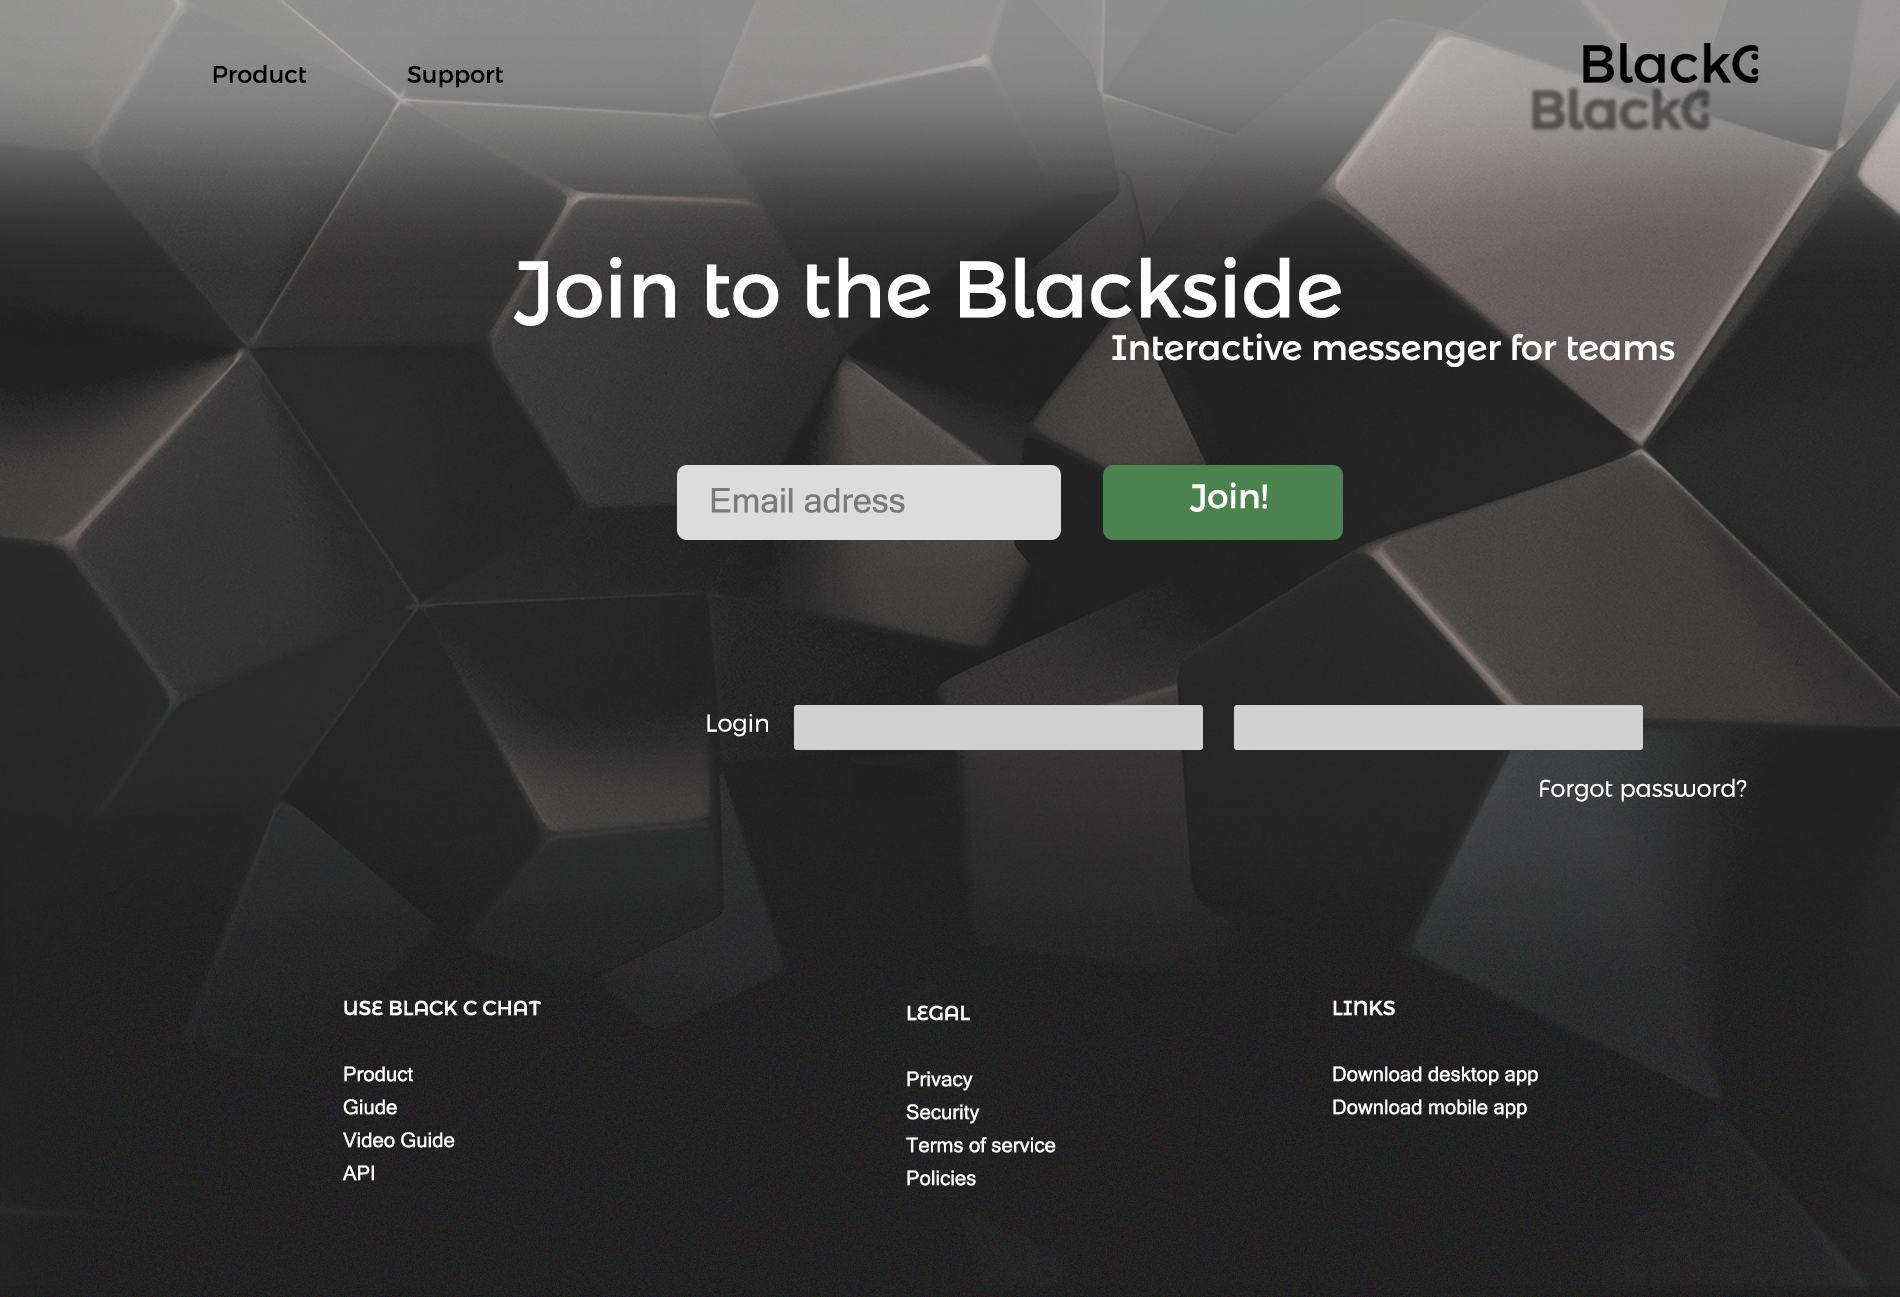 Product Support
BlackC
BlackC
Join to the Blackside
Interactive messenger for teams
Email adress
Join!
Login
Forgot password?
USE BLACK C CHAT
Product
Giude
Video Guide
API
LEGAL
Privacy
Security
Terms of service
Policies
LINKS
Download desktop app
Download mobile app